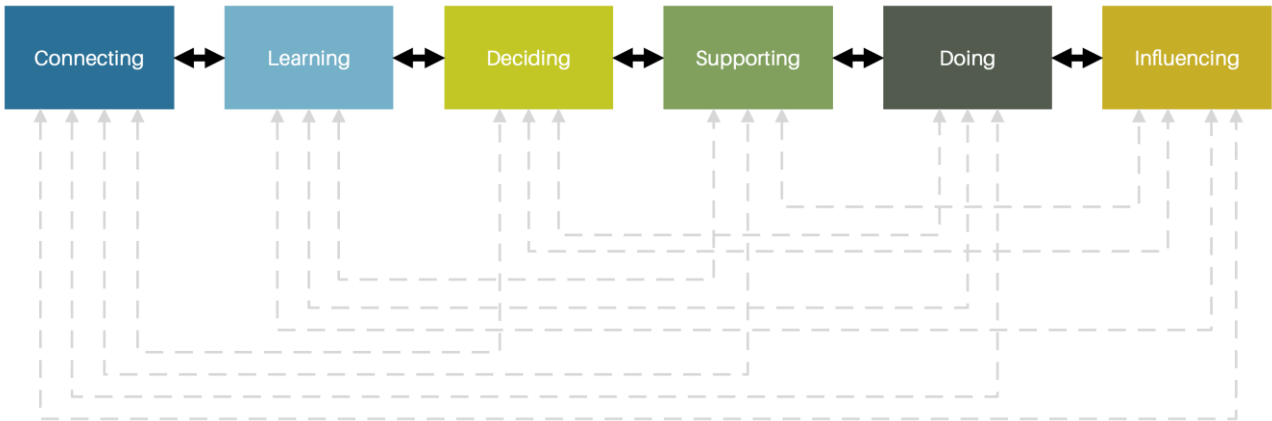 Connecting
Learning
Deciding
Supporting
Doing
Influencing